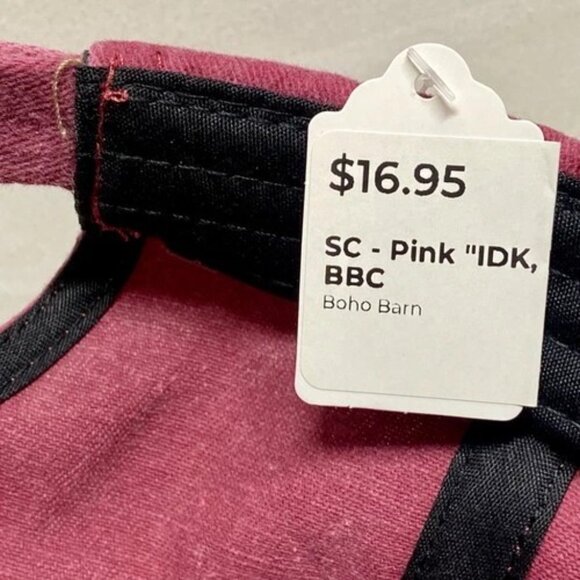 $16.95
SC - Pink "IDK,
BBC
Boho Barn